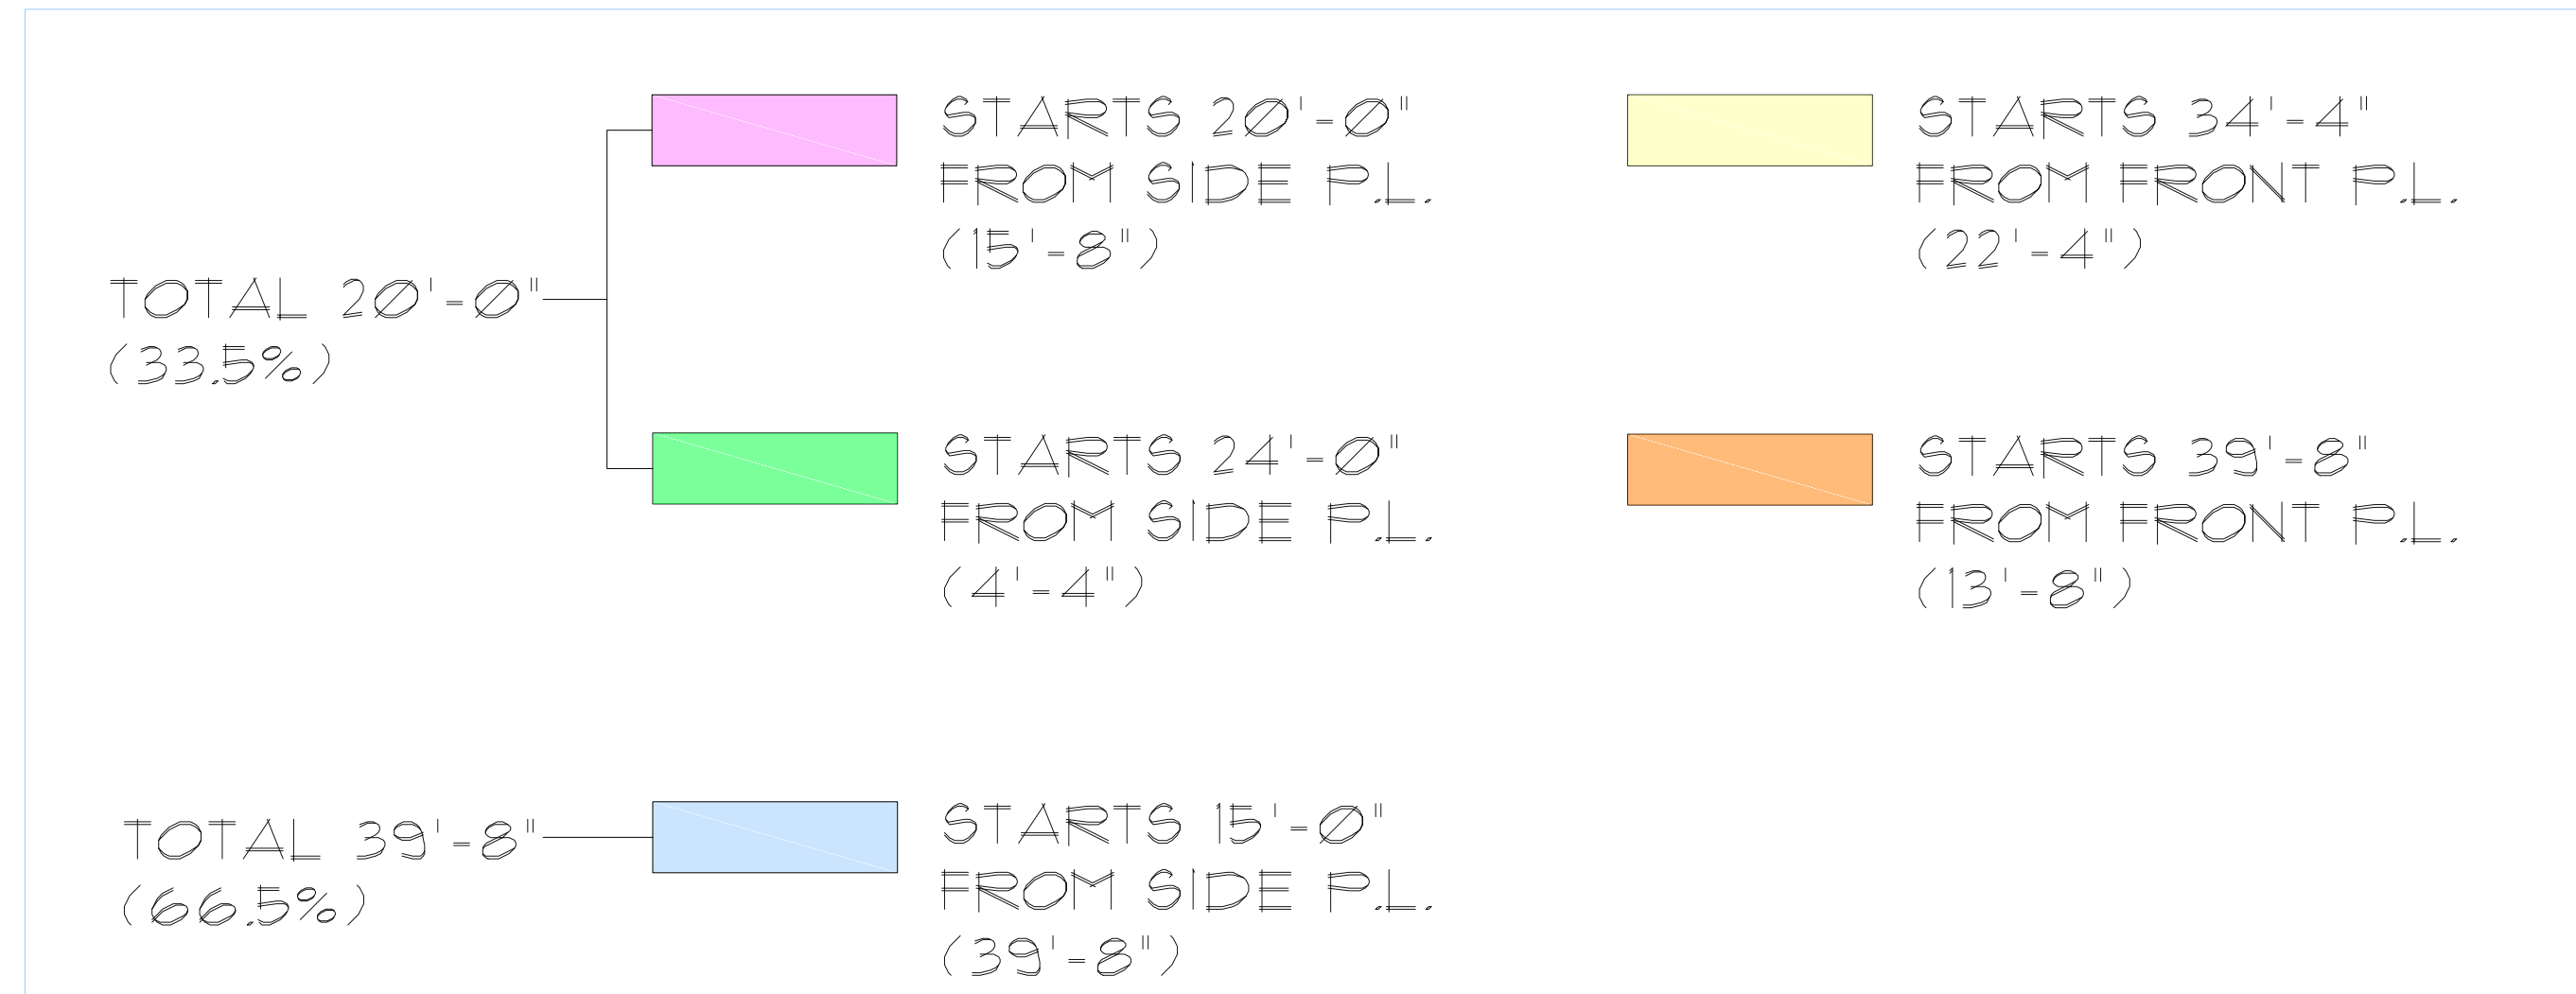 TOTAL 20'-0"
(33.5%)
STARTS 20'-0"
FROM SIDE P.L.
(15'-8")
STARTS 24'-0"
FROM SIDE P.L.
(4'-4")
TOTAL 39'-8"
(66.5%)
STARTS 15'-0"
FROM SIDE P.L.
(39'-8")
STARTS 34'-4"
FROM FRONT P.L.
(22'-4")
STARTS 39'-8"
FROM FRONT P.L.
(13'-8")